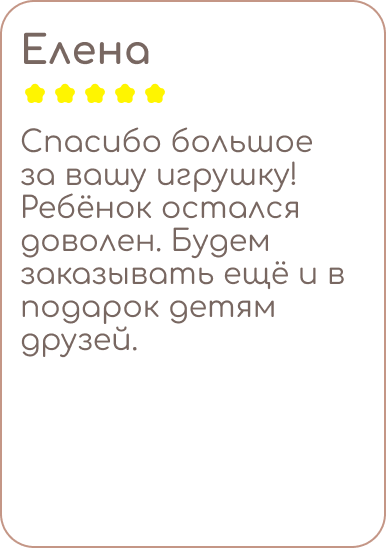 Елена
Спасибо большое
за вашу игрушку!
Ребёнок остался
доволен. Будем
заказывать ещё и в
подарок детям
друзей.